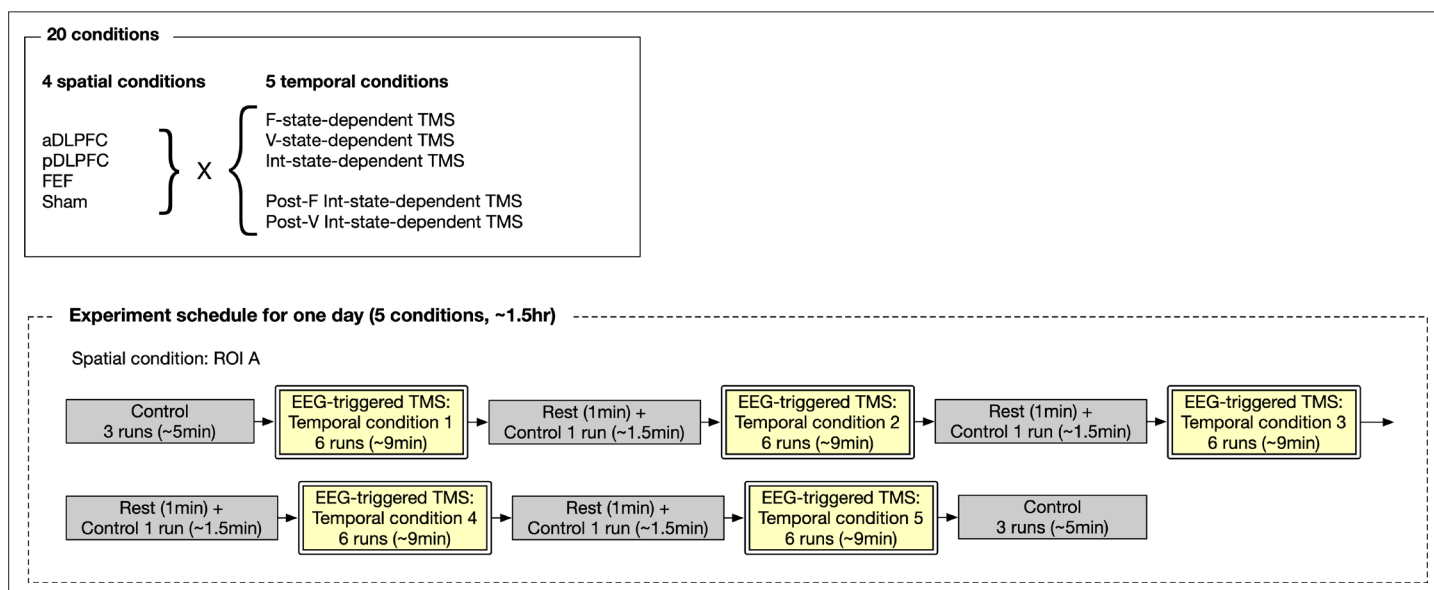 20 conditions
4 spatial conditions
5 temporal conditions
aDLPFC
pDLPFC
FEF
Sham
X
F-state-dependent TMS
V-state-dependent TMS
Int-state-dependent TMS
Post-F Int-state-dependent TMS
Post-V Int-state-dependent TMS
Experiment schedule for one day (5 conditions, ~1.5hr)
Spatial condition: ROI A
Control
3 runs (~5min)
EEG-triggered TMS:
Temporal condition 1
6 runs (~9min)
Rest (1min) +
Control 1 run (~1.5min)
EEG-triggered TMS:
Temporal condition 2
6 runs (~9min)
Rest (1min) +
Control 1 run (~1.5min)
EEG-triggered TMS:
Temporal condition 3
6 runs (~9min)
Rest (1min) +
Control 1 run (~1.5min)
EEG-triggered TMS:
Temporal condition 4
6 runs (~9min)
Rest (1min) +
Control 1 run (~1.5min)
EEG-triggered TMS:
Temporal condition 5
6 runs (~9min)
Control
3 runs (~5min)